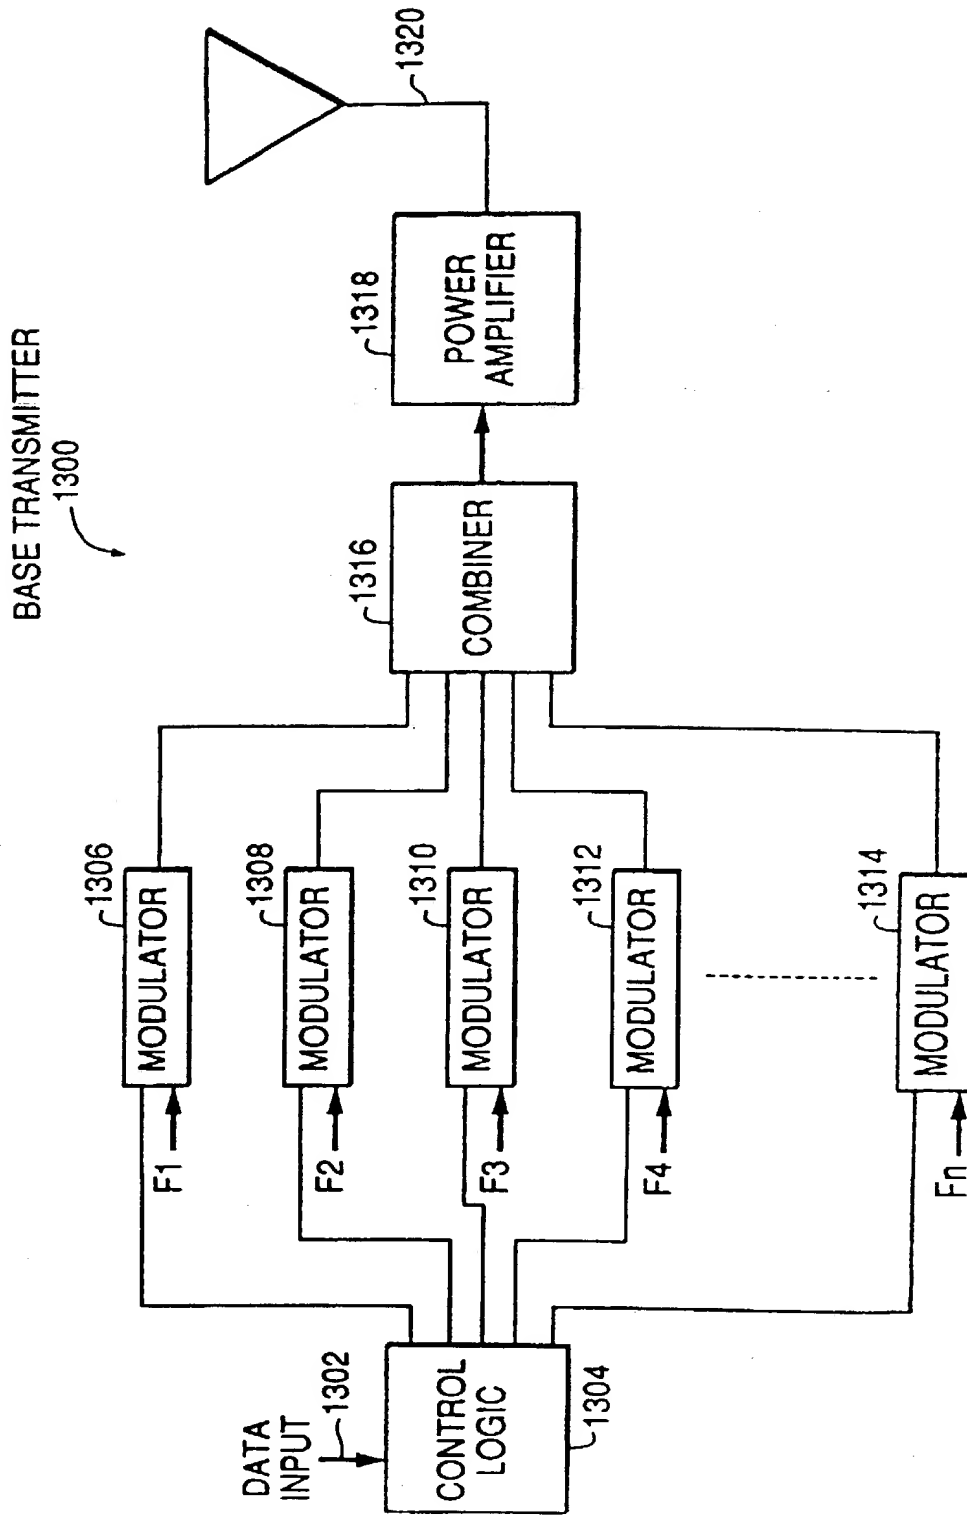 BASE TRANSMITTER
1300
DATA
INPUT
1302
CONTROL
LOGIC
1304
F1
MODULATOR
1306
F2
MODULATOR
1308
F3
MODULATOR
1310
F4
MODULATOR
1312
Fn
MODULATOR
1314
COMBINER
1316
POWER
AMPLIFIER
1318
1320